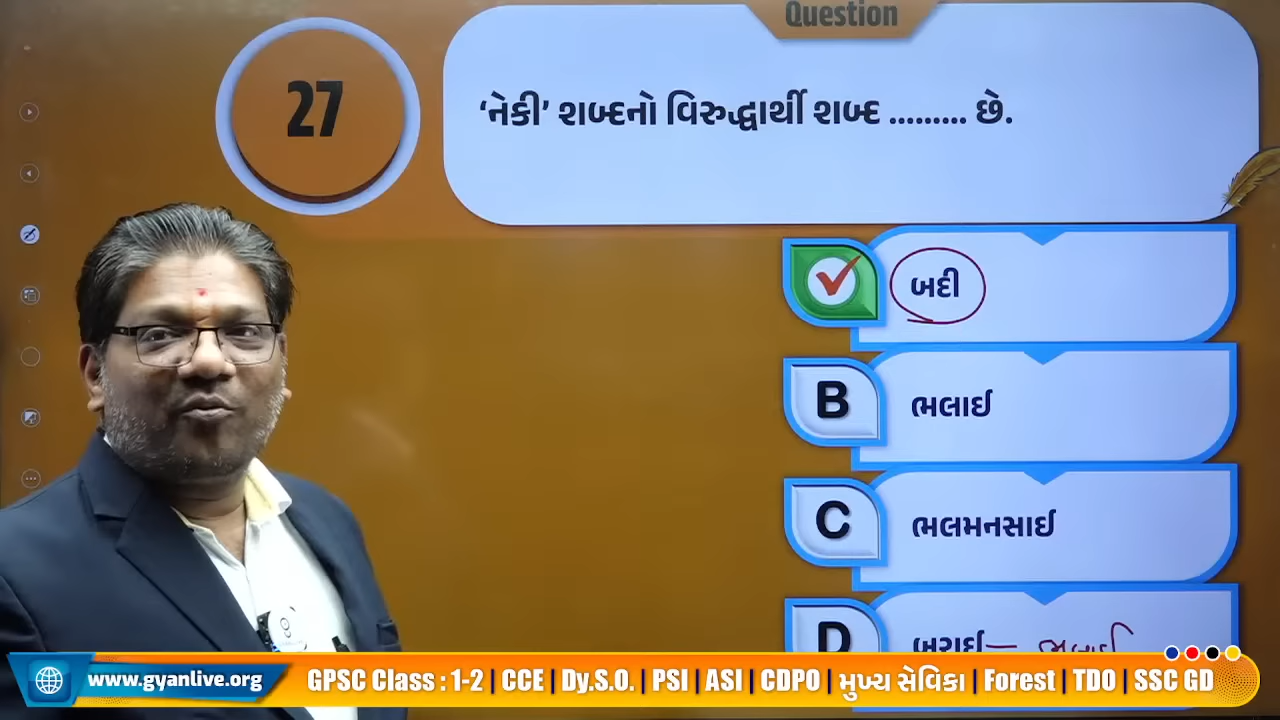 Question
27
‘નેકી’ શબ્દનો વિરુદ્ધાર્થી શબ્દ ......... છે.
બદી
B ભલાઈ
C ભલમનસાઈ
D બુરાઈ
www.gyanlive.org
GPSC Class : 1-2 | CCE | Dy.S.O. | PSI | ASI | CDPO | મુખ્ય સેવિકા | Forest | TDO | SSC GD